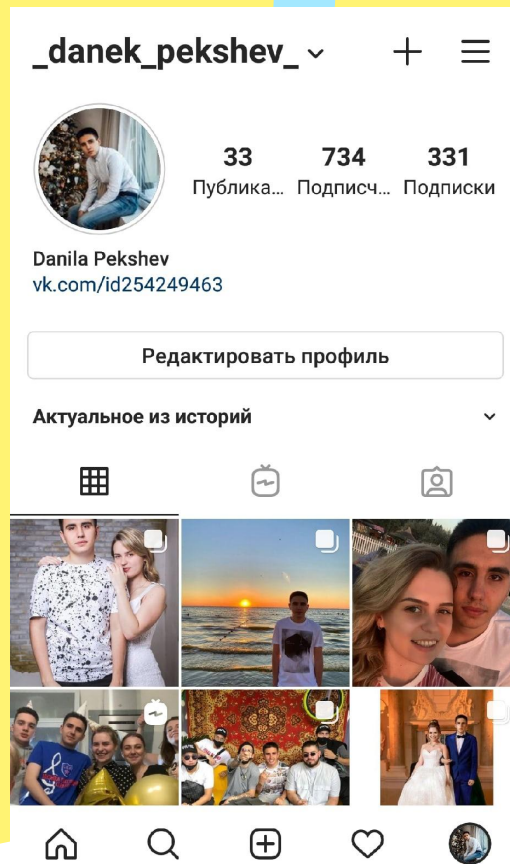 _danek_pekshev_
33 734 331
Публика... Подписч... Подписки
Danila Pekshev
vk.com/id254249463
Редактировать профиль
Актуальное из историй